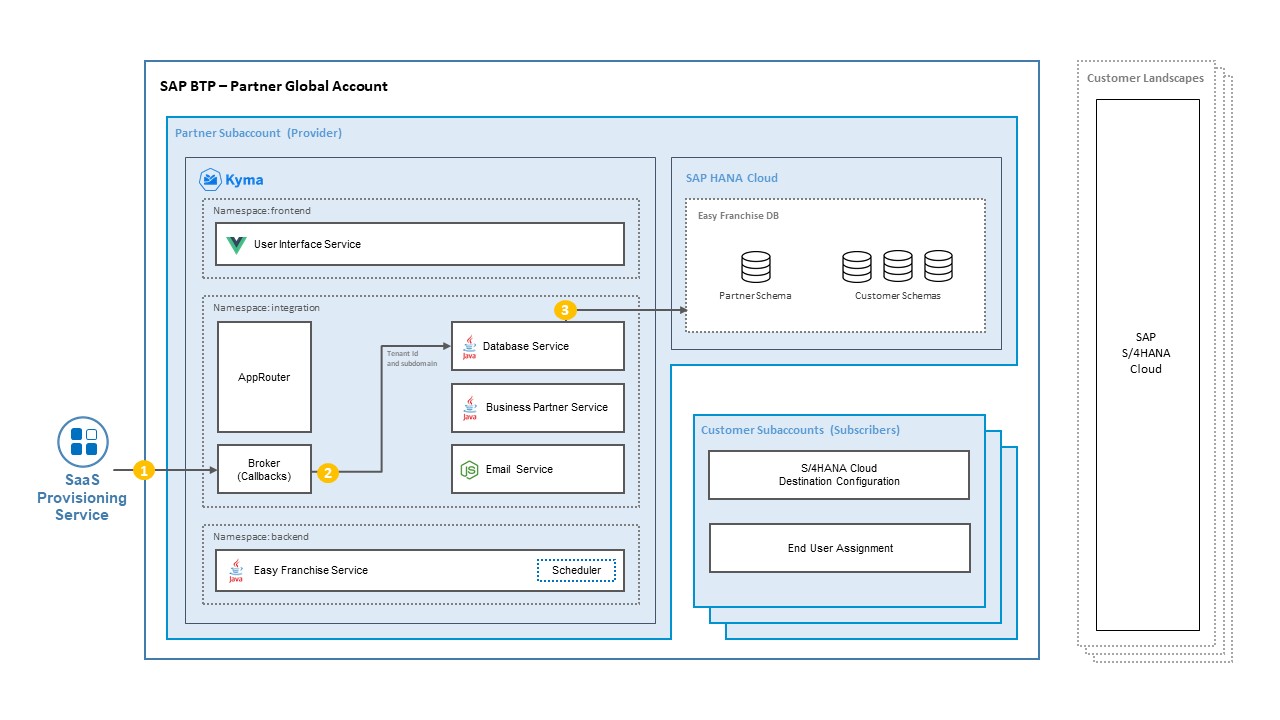 SAP BTP – Partner Global Account
Customer Landscapes
Partner Subaccount (Provider)
Kyma
SAP HANA Cloud
Namespace: frontend
User Interface Service
Easy Franchise DB
Partner Schema
Customer Schemas
Namespace: integration
3
AppRouter
Database Service
Java
Tenant Id
and subdomain
Business Partner Service
Java
SAP
S/4HANA
Cloud
1
Broker
(Callbacks)
2
JS
Email Service
SaaS
Provisioning
Service
Customer Subaccounts (Subscribers)
S/4HANA Cloud
Destination Configuration
End User Assignment
Namespace: backend
Java
Easy Franchise Service
Scheduler